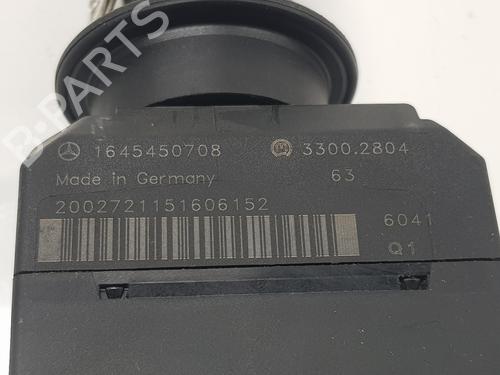 B-PARTS
1645450708 3300.2804
Made in Germany 63
2002721151606152
6041
Q1